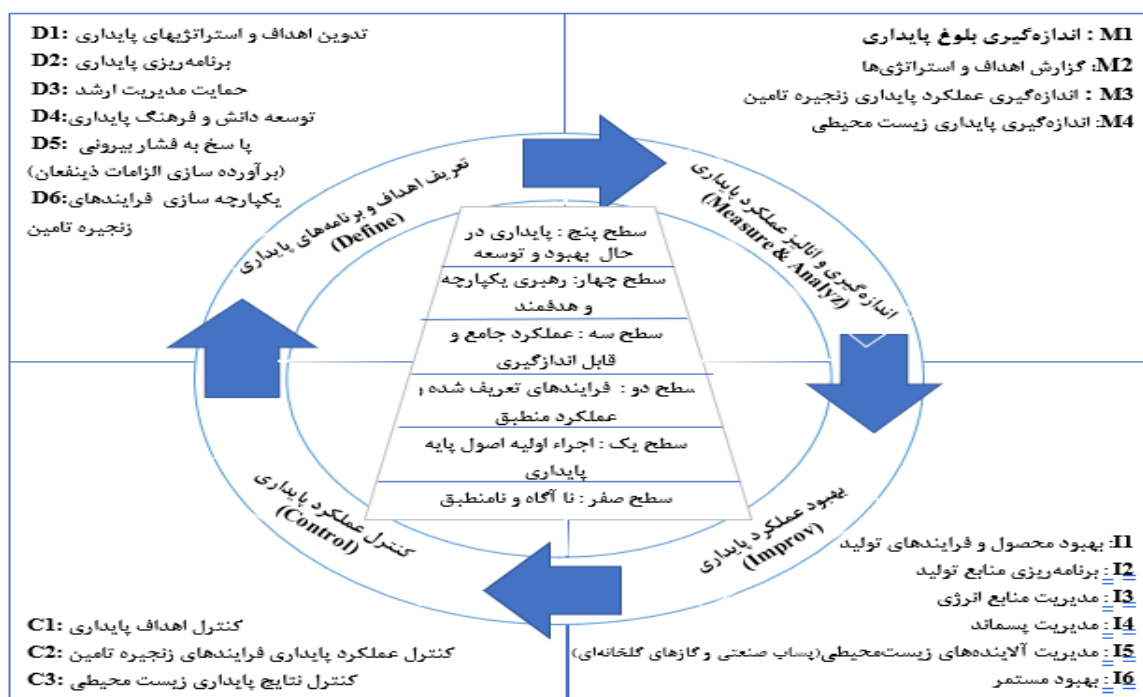 D1: تدوین اهداف و استراتژیهای پایداری
D2: برنامه‌ریزی پایداری
D3: حمایت مدیریت ارشد
D4:توسعه دانش و فرهنگ پایداری
D5: پا سخ به فشار بیرونی
(برآورده سازی الزامات ذینفعان)
D6:یکپارچه سازی فرایندهای
زنجیره تامین
M1 : اندازه‌گیری بلوغ پایداری
M2: گزارش اهداف و استراتژی‌ها
M3 : اندازه‌گیری عملکرد پایداری زنجیره تامین
M4: اندازه‌گیری پایداری زیست محیطی
تعریف اهداف و برنامه‌های پایداری
(Define)
اندازه‌گیری و آنالیز عملکرد پایداری
(Measure & Analyz)
سطح پنج : پایداری در
حال بهبود و توسعه
سطح چهار: رهبری یکپارچه
و هدفمند
سطح سه : عملکرد جامع و
قابل اندازگیری
سطح دو : فرایندهای تعریف شده و
عملکرد منطبق
سطح یک : اجراء اولیه اصول پایه
پایداری
سطح صفر : نا آگاه و نامنطبق
کنترل عملکرد پایداری
(Control)
بهبود عملکرد پایداری
(Improv)
I1: بهبود محصول و فرایندهای تولید
I2 : برنامه‌ریزی منابع تولید
I3 : مدیریت منابع انرژی
I4 : مدیریت پسماند
I5 : مدیریت آلاینده‌های زیست‌محیطی(پساب صنعتی و گازهای گلخانه‌ای)
I6 : بهبود مستمر
C1: کنترل اهداف پایداری
C2: کنترل عملکرد پایداری فرایندهای زنجیره تامین
C3: کنترل نتایج پایداری زیست محیطی